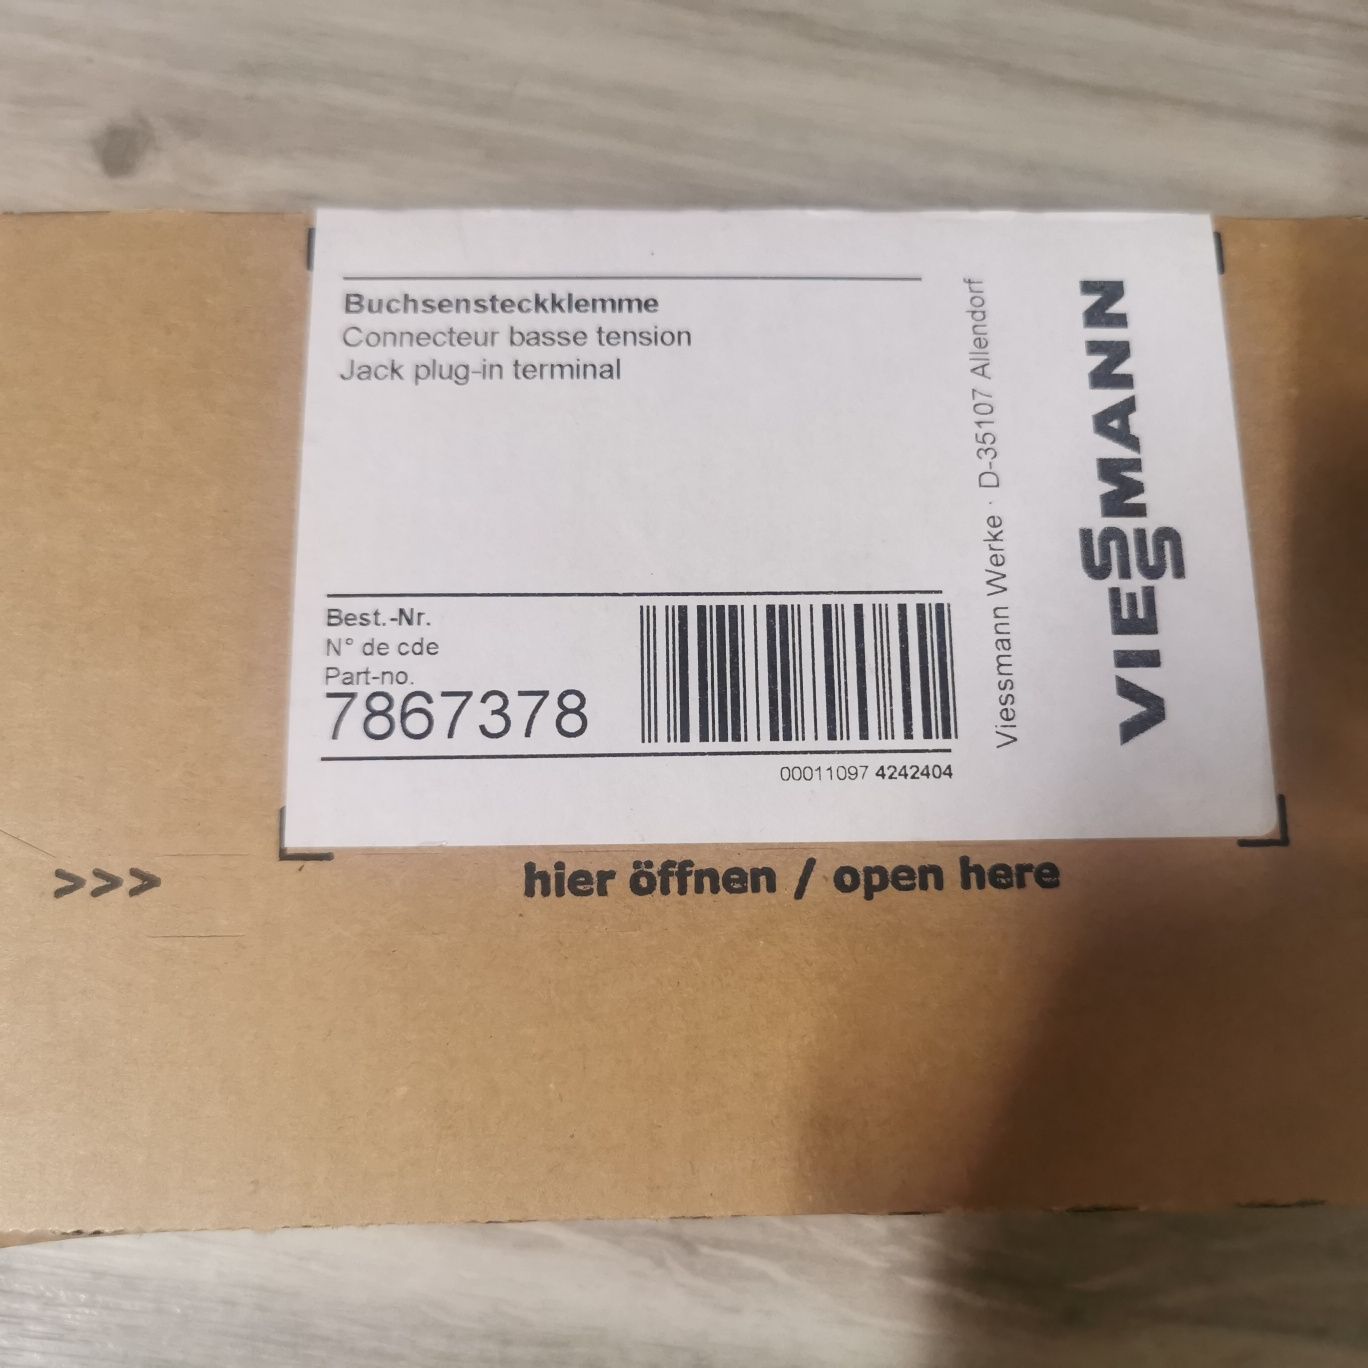 Buchsensteckklemme
Connecteur basse tension
Jack plug-in terminal
Best.-Nr.
N° de cde
Part-no.
7867378
00011097 4242404
Viessmann Werke · D-35107 Allendorf
VIESSMANN
>>>
hier öffnen / open here